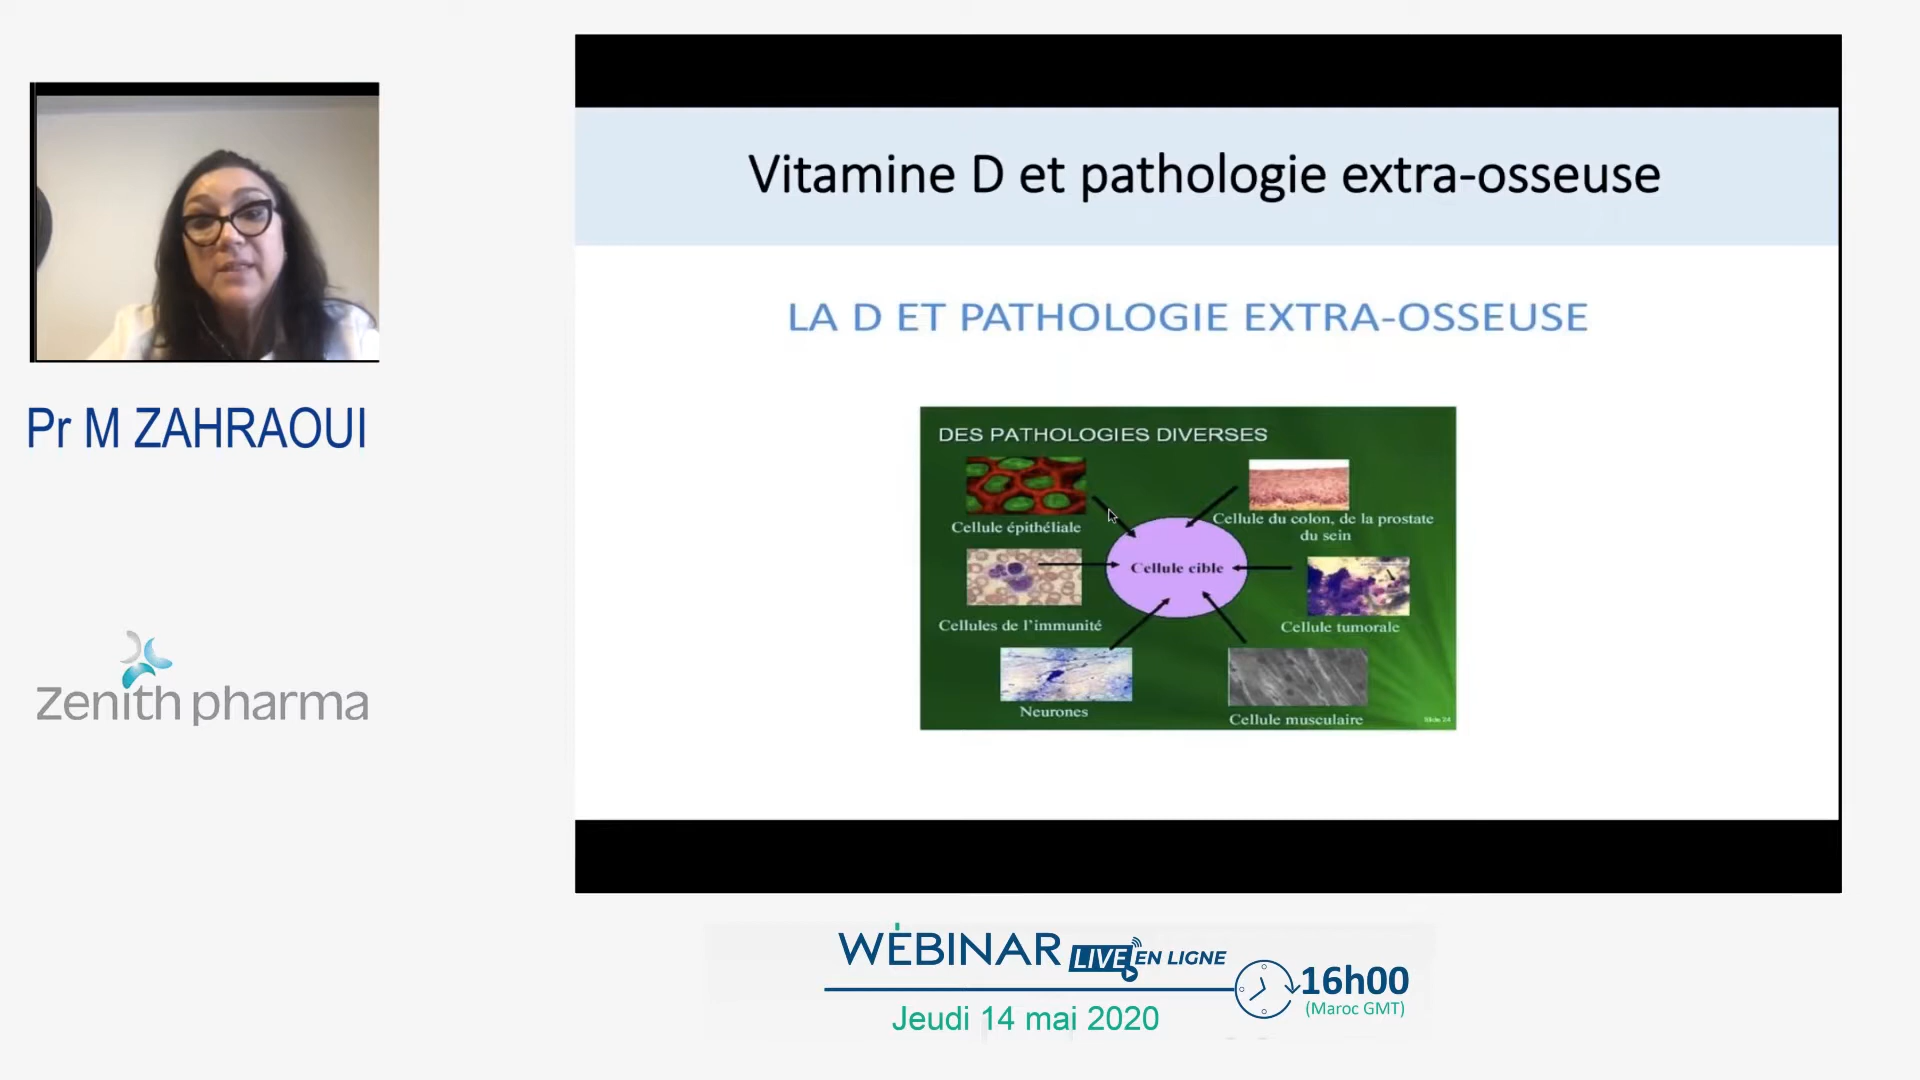 Vitamine D et pathologie extra-osseuse
LA D ET PATHOLOGIE EXTRA-OSSEUSE
DES PATHOLOGIES DIVERSES
Cellule épithéliale
Cellule du colon, de la prostate
du sein
Cellule cible
Cellules de l'immunité
Cellule tumorale
Neurones
Cellule musculaire
Pr M ZAHRAOUI
zenith pharma
WEBINAR LIVE EN LIGNE
16h00
(Maroc GMT)
Jeudi 14 mai 2020